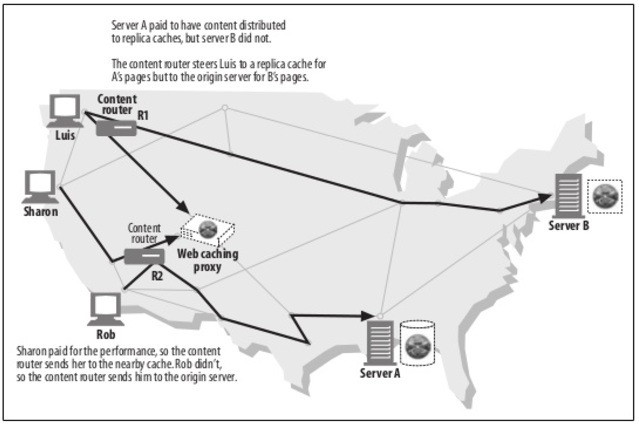 Server A paid to have content distributed
to replica caches, but server B did not.
The content router steers Luis to a replica cache for
A's pages but to the origin server for B's pages.
Content
router
R1
Luis
Sharon
Content
router
R2
Web caching
proxy
Server B
Rob
Server A
Sharon paid for the performance, so the content
router sends her to the nearby cache. Rob didn't,
so the content router sends him to the origin server.